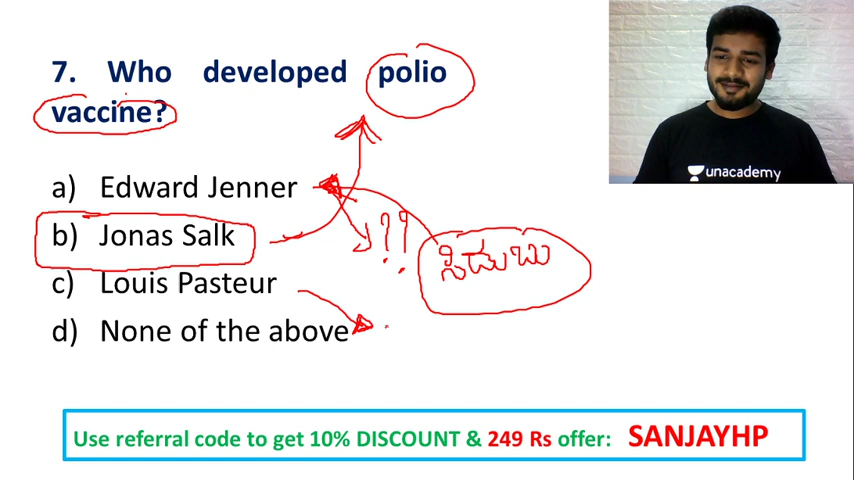 7. Who developed polio
vaccine?
a) Edward Jenner
b) Jonas Salk
c) Louis Pasteur
d) None of the above
??
ಸಿಡುಬು
unacademy
Use referral code to get 10% DISCOUNT & 249 Rs offer: SANJAYHP